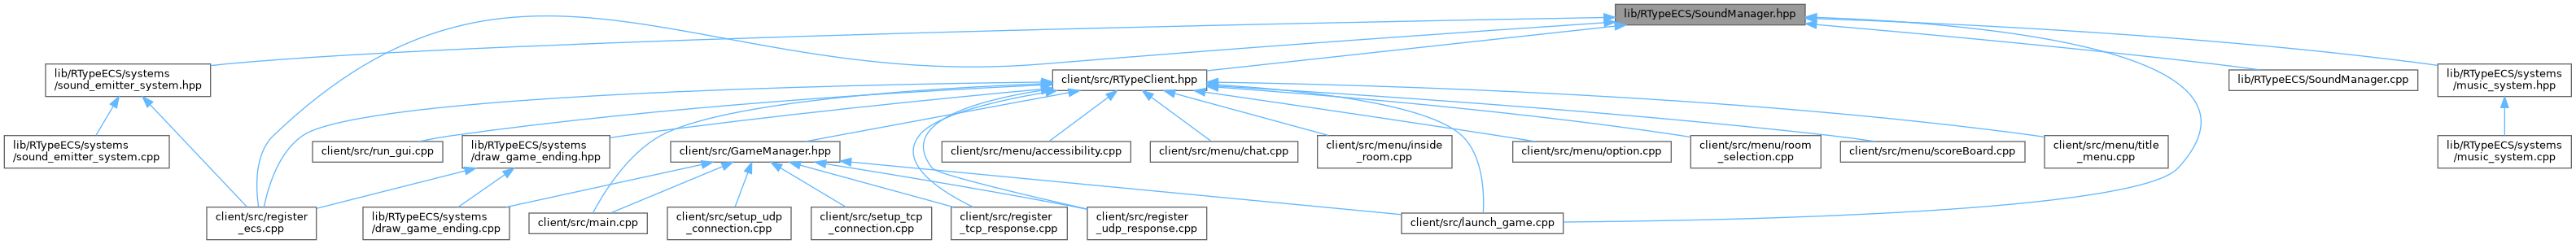 lib/RTypeECS/SoundManager.hpp
lib/RTypeECS/systems
/sound_emitter_system.hpp
client/src/RTypeClient.hpp
lib/RTypeECS/SoundManager.cpp
lib/RTypeECS/systems
/music_system.hpp
lib/RTypeECS/systems
/sound_emitter_system.cpp
client/src/run_gui.cpp
lib/RTypeECS/systems
/draw_game_ending.hpp
client/src/GameManager.hpp
client/src/menu/accessibility.cpp
client/src/menu/chat.cpp
client/src/menu/inside
_room.cpp
client/src/menu/option.cpp
client/src/menu/room
_selection.cpp
client/src/menu/scoreBoard.cpp
client/src/menu/title
_menu.cpp
lib/RTypeECS/systems
/music_system.cpp
client/src/register
_ecs.cpp
lib/RTypeECS/systems
/draw_game_ending.cpp
client/src/main.cpp
client/src/setup_udp
_connection.cpp
client/src/setup_tcp
_connection.cpp
client/src/register
_tcp_response.cpp
client/src/register
_udp_response.cpp
client/src/launch_game.cpp